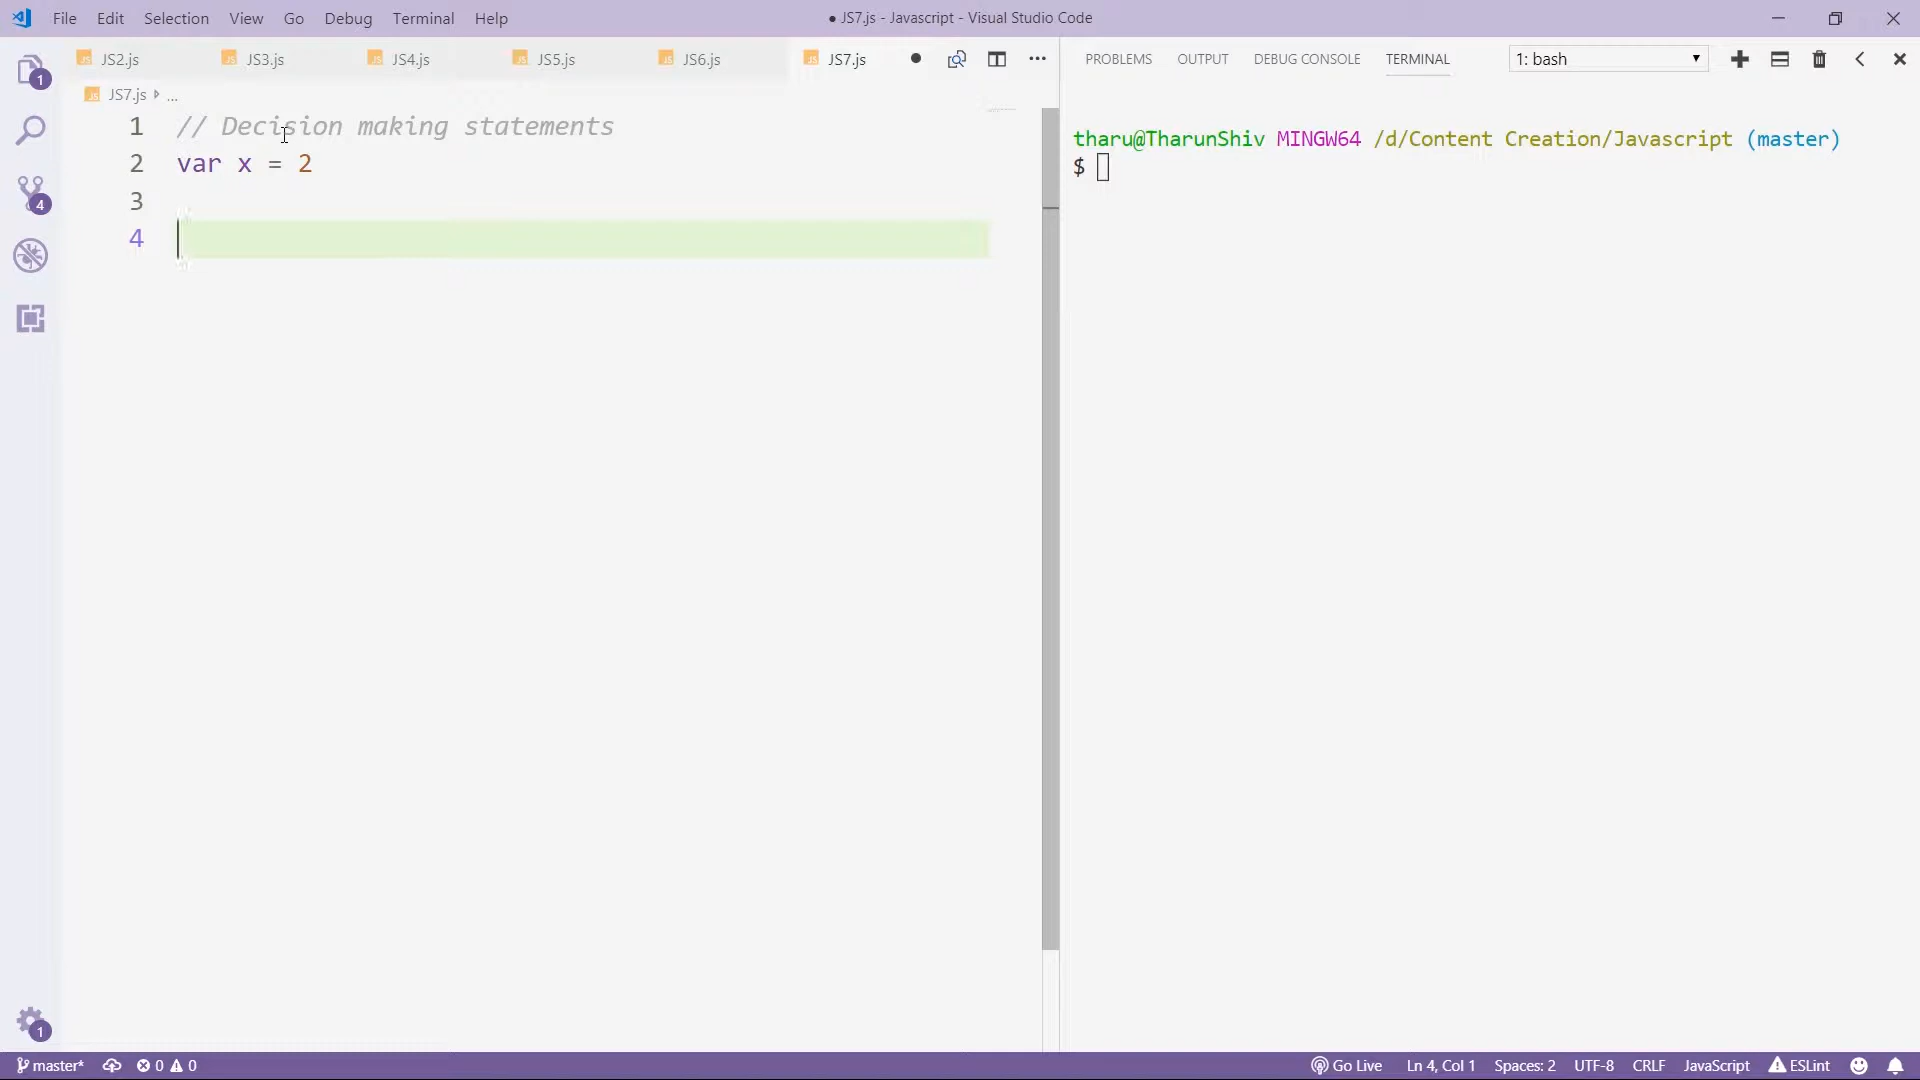 File Edit Selection View Go Debug Terminal Help
● JS7.js - Javascript - Visual Studio Code
JS2.js JS3.js JS4.js JS5.js JS6.js JS7.js
PROBLEMS OUTPUT DEBUG CONSOLE TERMINAL 1: bash
JS7.js ...
1 // Decision making statements
2 var x = 2
3
4
tharu@TharunShiv MINGW64 /d/Content Creation/Javascript (master)
$
1
4
1
master* 0 0 Go Live Ln 4, Col 1 Spaces: 2 UTF-8 CRLF JavaScript ESLint